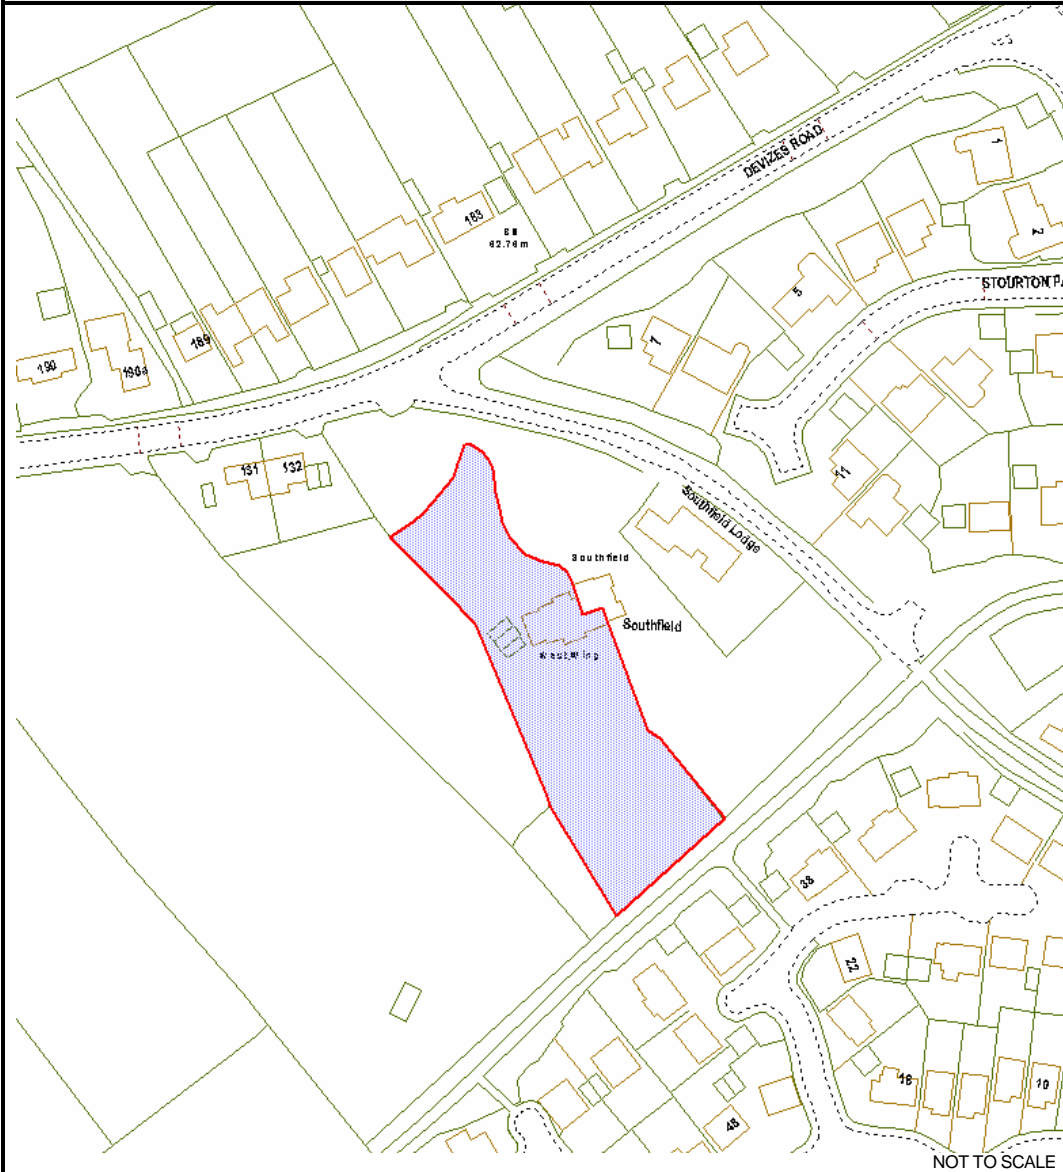 DEVIZES ROAD
1
2
183
BM
62.76m
STOURTON PA
5
7
189
190
190a
11
131
132
Southfield Lodge
Southfield
Southfield
West Wing
38
22
18
10
48
NOT TO SCALE